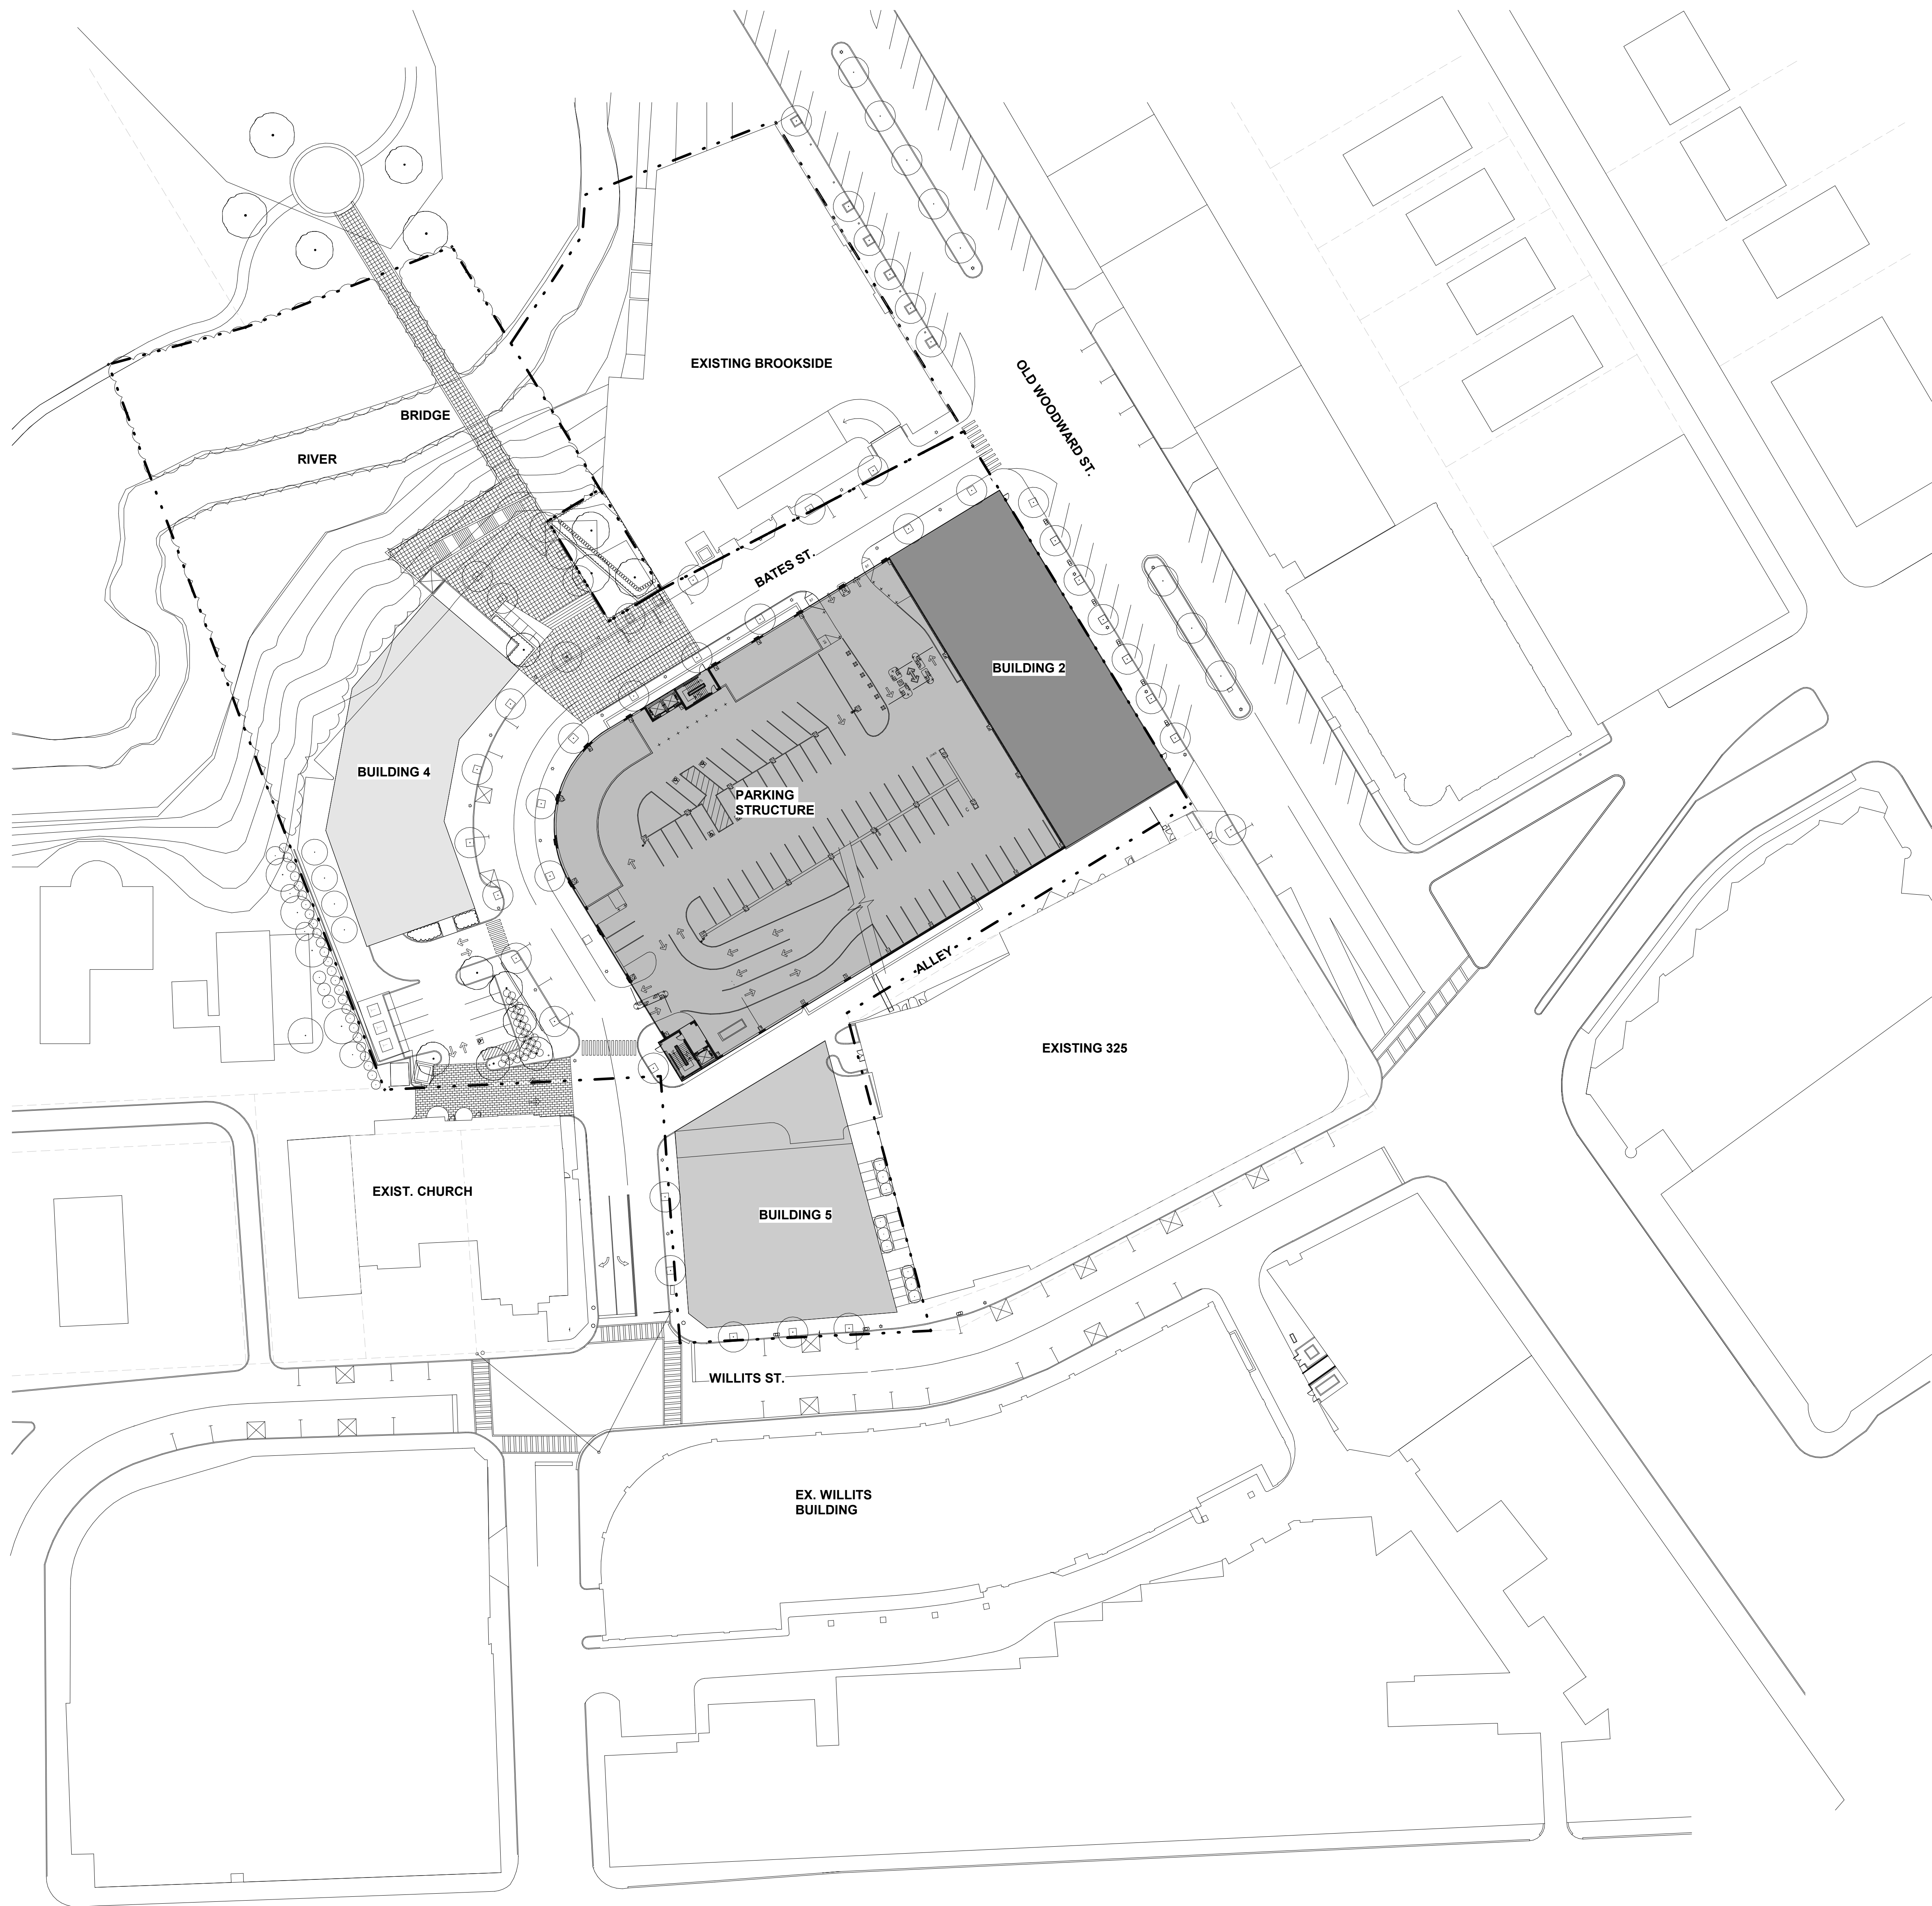 EXISTING BROOKSIDE
OLD WOODWARD ST.
BRIDGE
RIVER
BATES ST.
BUILDING 2
BUILDING 4
PARKING
STRUCTURE
ALLEY
EXISTING 325
EXIST. CHURCH
BUILDING 5
WILLITS ST.
EX. WILLITS
BUILDING